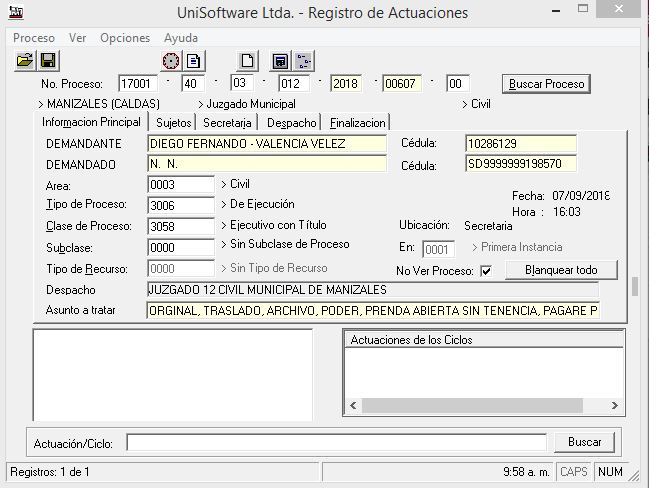 UniSoftware Ltda. - Registro de Actuaciones
Proceso Ver Opciones Ayuda
No. Proceso: 17001 - 40 - 03 - 012 - 2018 - 00607 - 00 Buscar Proceso
> MANIZALES (CALDAS) > Juzgado Municipal > Civil
Informacion Principal Sujetos Secretaria Despacho Finalizacion
DEMANDANTE DIEGO FERNANDO - VALENCIA VELEZ Cédula: 10286129
DEMANDADO N. N. Cédula: SD9999999198570
Area: 0003 > Civil
Fecha: 07/09/2018
Tipo de Proceso: 3006 > De Ejecución
Hora : 16:03
Clase de Proceso: 3058 > Ejecutivo con Título Ubicación: Secretaria
Subclase: 0000 > Sin Subclase de Proceso En: 0001 > Primera Instancia
Tipo de Recurso: 0000 > Sin Tipo de Recurso No Ver Proceso: Blanquear todo
Despacho JUZGADO 12 CIVIL MUNICIPAL DE MANIZALES
Asunto a tratar ORGINAL, TRASLADO, ARCHIVO, PODER, PRENDA ABIERTA SIN TENENCIA, PAGARE P
Actuaciones de los Ciclos
Actuación/Ciclo: Buscar
Registros: 1 de 1 9:58 a. m. CAPS NUM